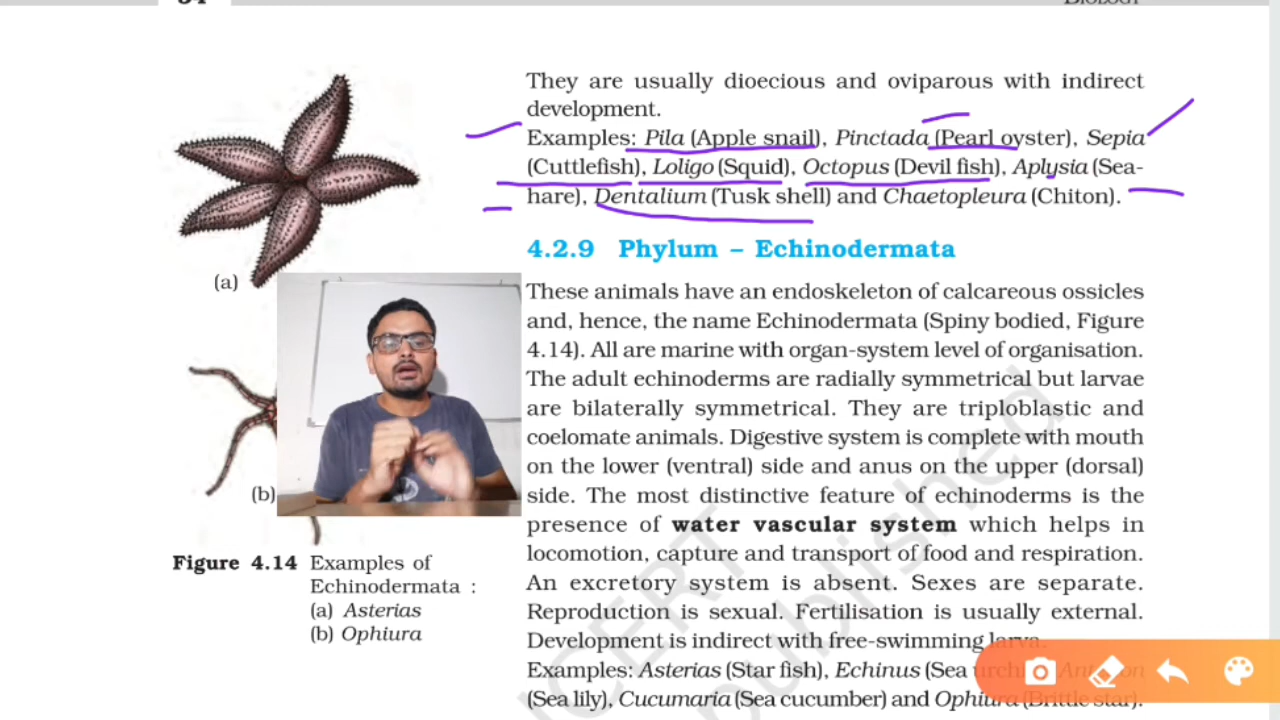 They are usually dioecious and oviparous with indirect
development.
Examples: Pila (Apple snail), Pinctada (Pearl oyster), Sepia
(Cuttlefish), Loligo (Squid), Octopus (Devil fish), Aplysia (Sea-
hare), Dentalium (Tusk shell) and Chaetopleura (Chiton).
4.2.9 Phylum – Echinodermata
These animals have an endoskeleton of calcareous ossicles
and, hence, the name Echinodermata (Spiny bodied, Figure
4.14). All are marine with organ-system level of organisation.
The adult echinoderms are radially symmetrical but larvae
are bilaterally symmetrical. They are triploblastic and
coelomate animals. Digestive system is complete with mouth
on the lower (ventral) side and anus on the upper (dorsal)
side. The most distinctive feature of echinoderms is the
presence of water vascular system which helps in
locomotion, capture and transport of food and respiration.
An excretory system is absent. Sexes are separate.
Reproduction is sexual. Fertilisation is usually external.
Development is indirect with free-swimming larva.
Examples: Asterias (Star fish), Echinus (Sea
(Sea lily), Cucumaria (Sea cucumber) and Ophiura (Brittle star).
(a)
(b)
Figure 4.14 Examples of
Echinodermata :
(a) Asterias
(b) Ophiura
published